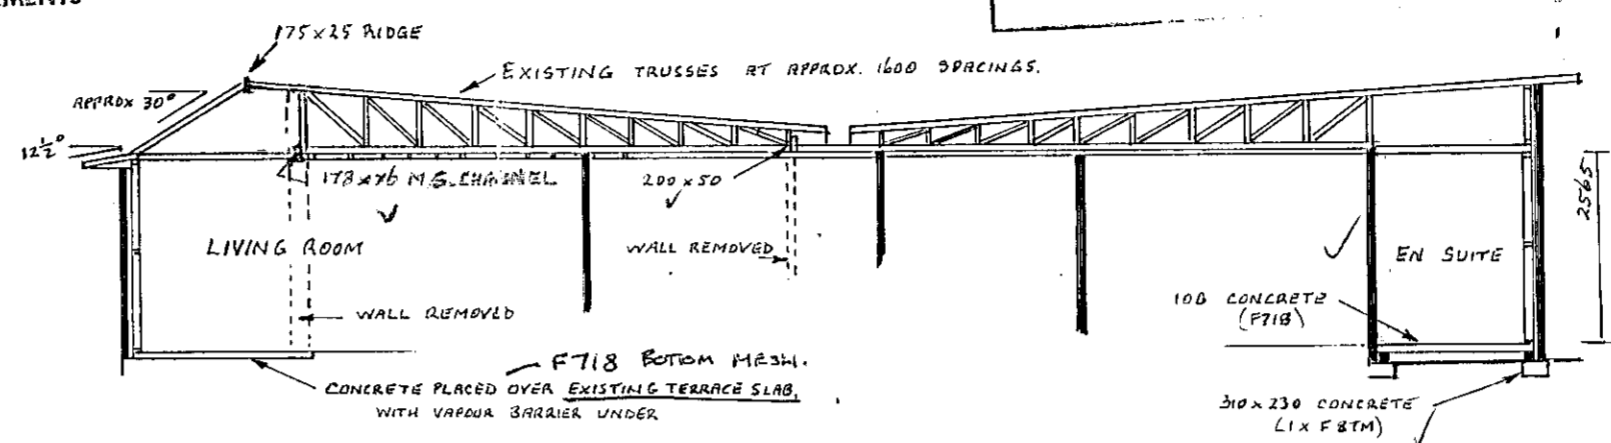 175 x 25 RIDGE
EXISTING TRUSSES AT APPROX. 1600 SPACINGS.
APPROX 30°
12½°
178 x 76 M.S. CHANNEL
200 x 50
2565
LIVING ROOM
WALL REMOVED
EN SUITE
WALL REMOVED
100 CONCRETE
(F718)
F718 BOTTOM MESH.
CONCRETE PLACED OVER EXISTING TERRACE SLAB,
WITH VAPOUR BARRIER UNDER
310 x 230 CONCRETE
(1 x F8TM)